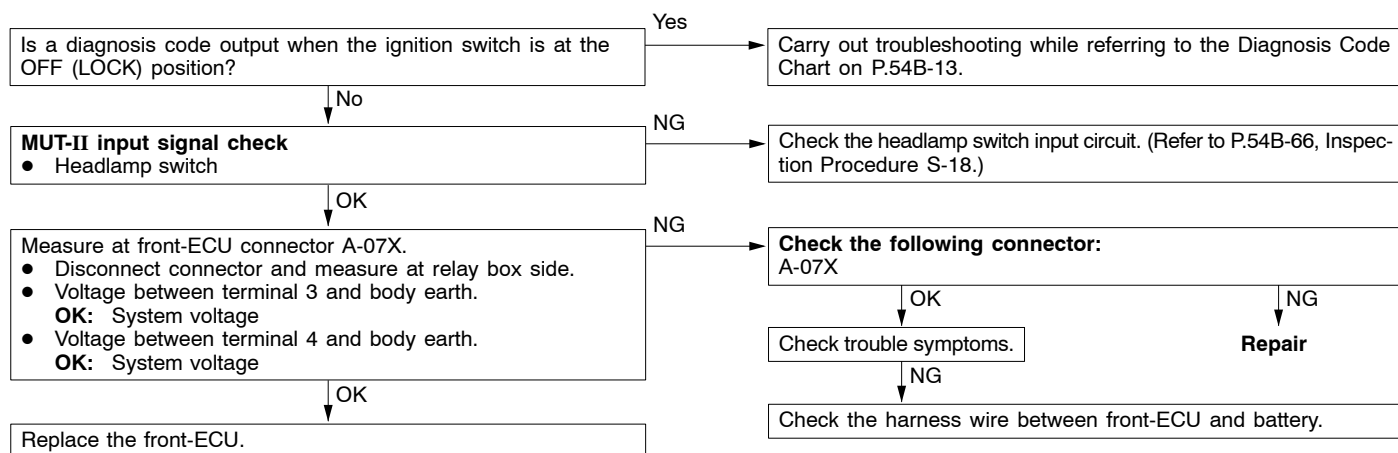 Is a diagnosis code output when the ignition switch is at the
OFF (LOCK) position?
Yes
Carry out troubleshooting while referring to the Diagnosis Code
Chart on P.54B-13.
No
MUT-II input signal check
● Headlamp switch
NG
Check the headlamp switch input circuit. (Refer to P.54B-66, Inspec-
tion Procedure S-18.)
OK
Measure at front-ECU connector A-07X.
● Disconnect connector and measure at relay box side.
● Voltage between terminal 3 and body earth.
OK: System voltage
● Voltage between terminal 4 and body earth.
OK: System voltage
NG
Check the following connector:
A-07X
OK
NG
Check trouble symptoms.
Repair
NG
Check the harness wire between front-ECU and battery.
OK
Replace the front-ECU.